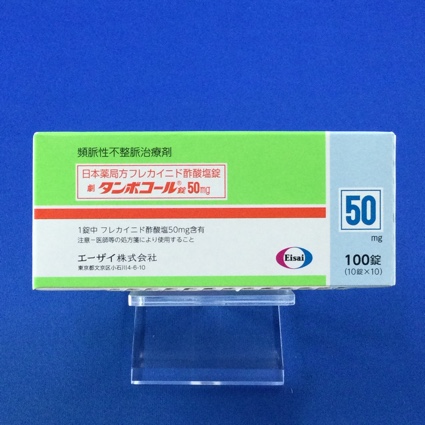 頻脈性不整脈治療剤
日本薬局方フレカイニド酢酸塩錠
劇 タンボコール®錠50mg
1錠中 フレカイニド酢酸塩50mg含有
注意-医師等の処方箋により使用すること
エーザイ株式会社
東京都文京区小石川4-6-10
Eisai
50
mg
100錠
(10錠×10)